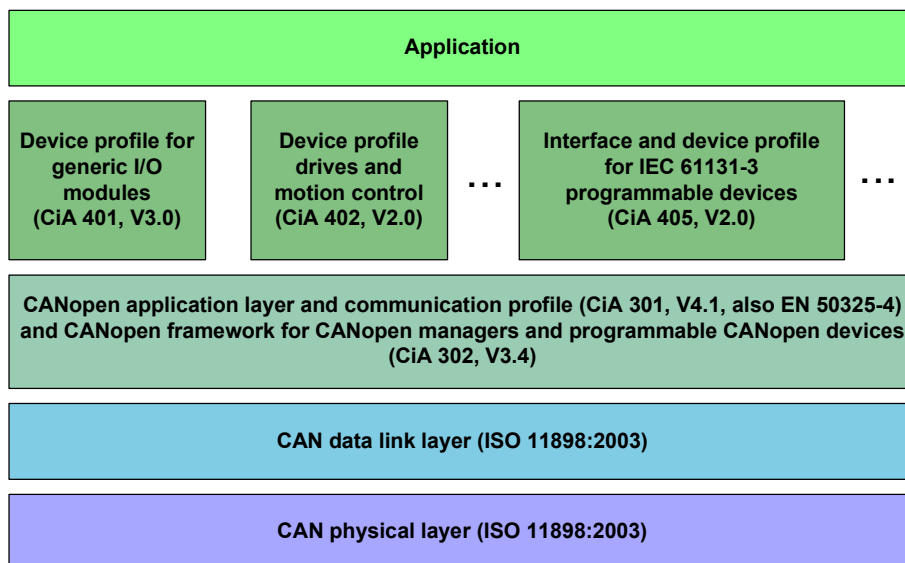 Application
Device profile for
generic I/O
modules
(CiA 401, V3.0)
Device profile
drives and
motion control
(CiA 402, V2.0)
...
Interface and device profile
for IEC 61131-3
programmable devices
(CiA 405, V2.0)
...
CANopen application layer and communication profile (CiA 301, V4.1, also EN 50325-4)
and CANopen framework for CANopen managers and programmable CANopen devices
(CiA 302, V3.4)
CAN data link layer (ISO 11898:2003)
CAN physical layer (ISO 11898:2003)